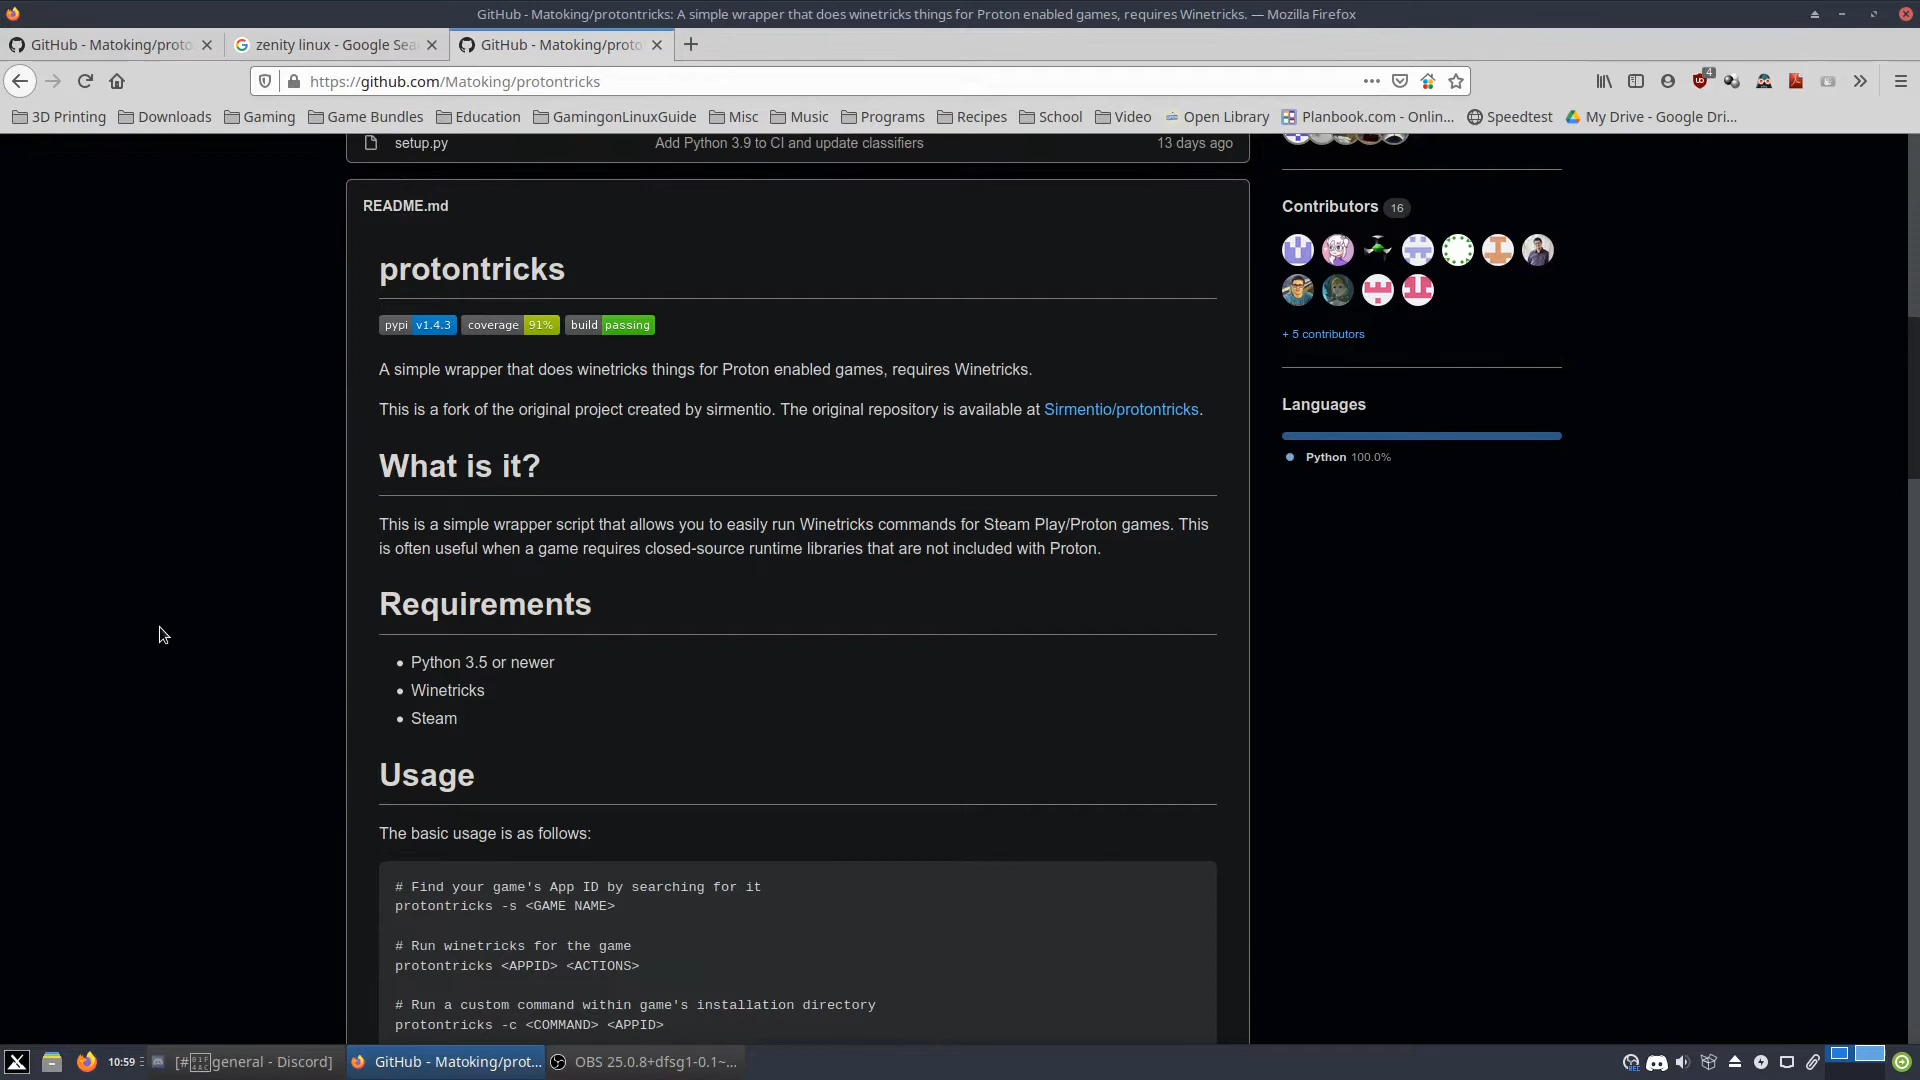 GitHub - Matoking/protontricks: A simple wrapper that does winetricks things for Proton enabled games, requires Winetricks. — Mozilla Firefox
GitHub - Matoking/proto
zenity linux - Google Sea
GitHub - Matoking/proto
https://github.com/Matoking/protontricks
4
3D Printing
Downloads
Gaming
Game Bundles
Education
GamingonLinuxGuide
Misc
Music
Programs
Recipes
School
Video
Open Library
Planbook.com - Onlin...
Speedtest
My Drive - Google Dri...
setup.py Add Python 3.9 to CI and update classifiers 13 days ago
README.md
protontricks
pypi v1.4.3 coverage 91% build passing
A simple wrapper that does winetricks things for Proton enabled games, requires Winetricks.
This is a fork of the original project created by sirmentio. The original repository is available at Sirmentio/protontricks.
What is it?
This is a simple wrapper script that allows you to easily run Winetricks commands for Steam Play/Proton games. This
is often useful when a game requires closed-source runtime libraries that are not included with Proton.
Requirements
Python 3.5 or newer
Winetricks
Steam
Usage
The basic usage is as follows:
# Find your game's App ID by searching for it
protontricks -s <GAME NAME>
# Run winetricks for the game
protontricks <APPID> <ACTIONS>
# Run a custom command within game's installation directory
protontricks -c <COMMAND> <APPID>
Contributors 16
+ 5 contributors
Languages
Python 100.0%
10:59
[#general - Discord]
GitHub - Matoking/prot...
OBS 25.0.8+dfsg1-0.1~...